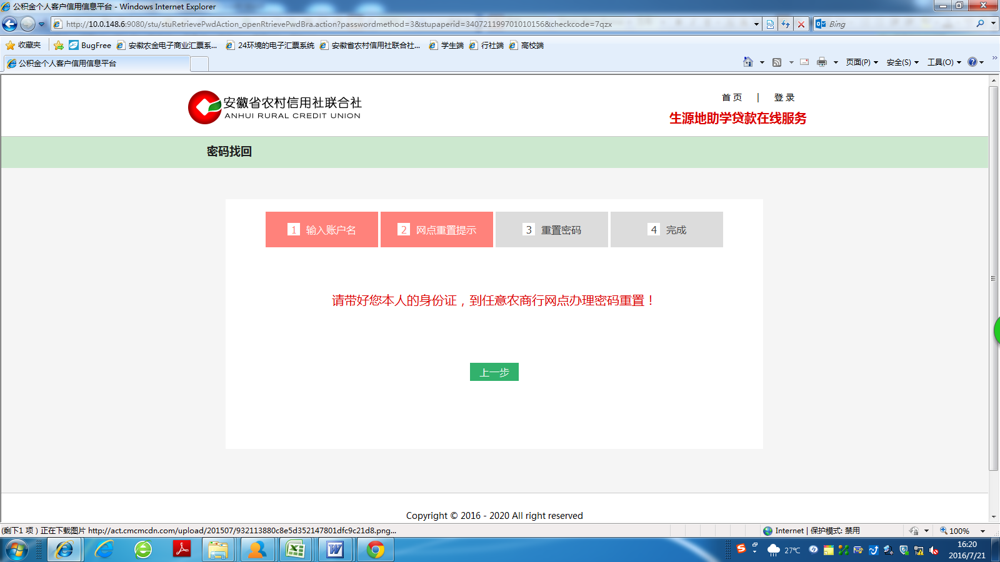 公积金个人客户信用信息平台 - Windows Internet Explorer
http://10.0.148.6:9080/stu/stuRetrievePwdAction_openRtrievePwdBra.action?passwordmethod=3&stupaperid=340721199701010156&checkcode=7qzx
Bing
收藏夹 BugFree 安徽农金电子商业汇票系... 24环境的电子汇票系统 安徽省农村信用社联合社... 学生端 行社端 高校端
公积金个人客户信用信息平台
页面(P) 安全(S) 工具(O) »
安徽省农村信用社联合社
ANHUI RURAL CREDIT UNION
首 页 | 登 录
生源地助学贷款在线服务
密码找回
1 输入账户名 2 网点重置提示 3 重置密码 4 完成
请带好您本人的身份证，到任意农商行网点办理密码重置！
上一步
Copyright © 2016 - 2020 All right reserved
(剩下1 项) 正在下载图片 http://act.cmcmcdn.com/upload/201507/932113880c8e5d352147801dfc9c21d8.png...
Internet | 保护模式: 禁用
100%
27℃
16:20
2016/7/21